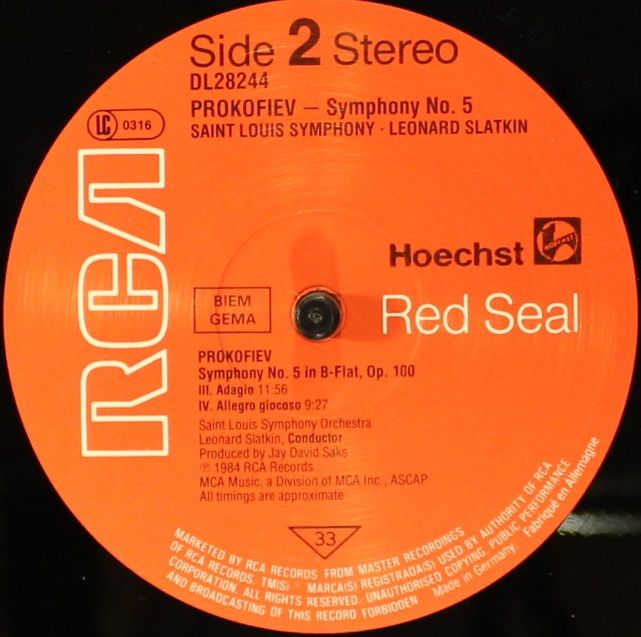 Side 2 Stereo
DL28244
PROKOFIEV – Symphony No. 5
SAINT LOUIS SYMPHONY · LEONARD SLATKIN
LC 0316
RCA
Hoechst
HOECHST
BIEM
GEMA
Red Seal
PROKOFIEV
Symphony No. 5 in B-Flat, Op. 100
III. Adagio 11:56
IV. Allegro giocoso 9:27
Saint Louis Symphony Orchestra
Leonard Slatkin, Conductor
Produced by Jay David Saks
℗ 1984 RCA Records
MCA Music, a Division of MCA Inc., ASCAP
All timings are approximate
33
MARKETED BY RCA RECORDS FROM MASTER RECORDINGS
OF RCA RECORDS. TM(S) · MARCA(S) REGISTRADA(S) USED BY AUTHORITY OF RCA
CORPORATION. ALL RIGHTS RESERVED. UNAUTHORISED COPYING. PUBLIC PERFORMANCE
AND BROADCASTING OF THIS RECORD FORBIDDEN Made in Germany Fabriqué en Allemagne